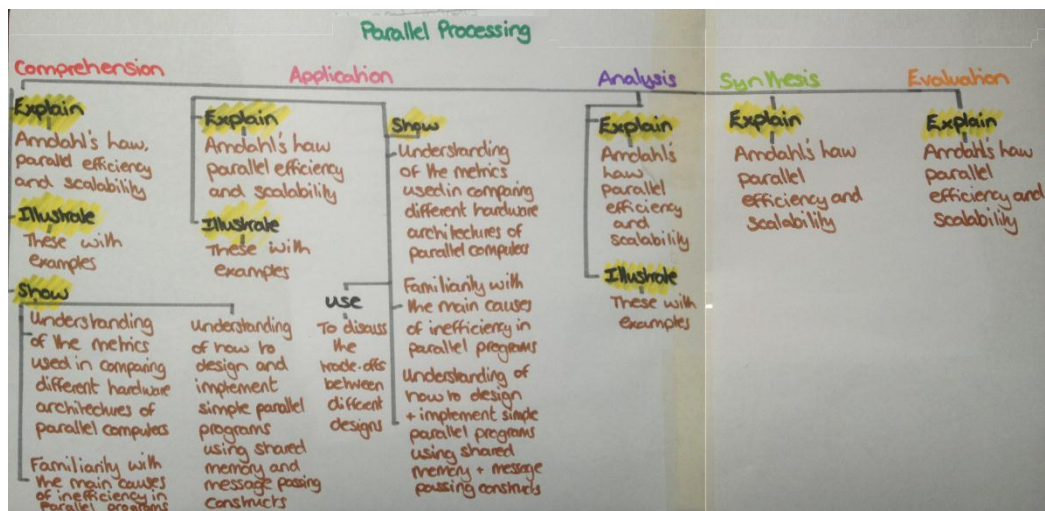 Parallel Processing
Comprehension
Explain
Amdahl's Law,
parallel efficiency
and scalability
Illustrate
These with
examples
Show
Understanding
of the metrics
used in comparing
different hardware
architectures of
parallel computers
Familiarity with
the main causes
of inefficiency in
parallel programs
understanding
of how to
design and
implement
simple parallel
programs
using shared
memory and
message passing
constructs
Application
Explain
Amdahl's Law
parallel efficiency
and scalability
Illustrate
These with
examples
Show
Understanding
of the metrics
used in comparing
different hardware
architectures of
parallel computers
Familiarity with
the main causes
of inefficiency in
parallel programs
understanding of
how to design
+ implement simple
parallel programs
using shared
memory + message
passing constructs
use
To discuss
the
trade-offs
between
different
designs
Analysis
Explain
Amdahl's
Law
parallel
efficiency
and
scalability
Illustrate
These with
examples
Synthesis
Explain
Amdahl's Law
parallel
efficiency and
scalability
Evaluation
Explain
Amdahl's Law
parallel
efficiency and
scalability